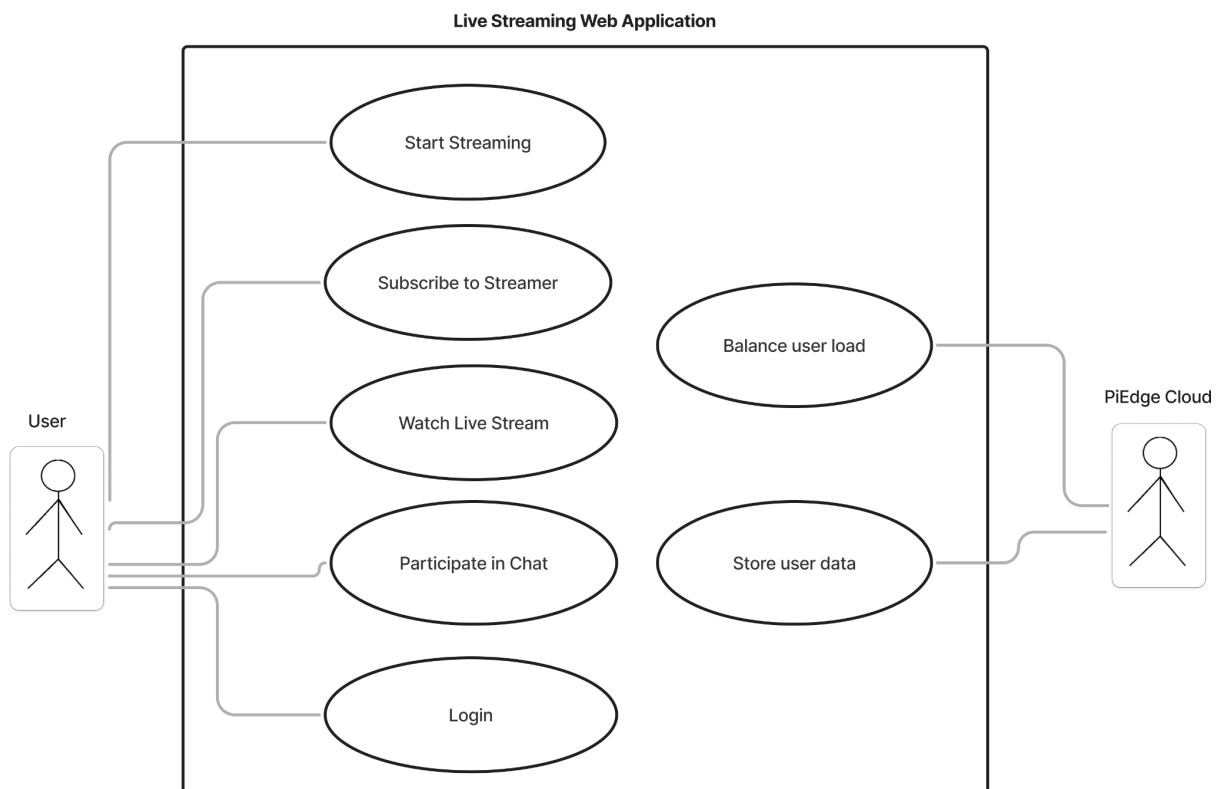 Live Streaming Web Application
Start Streaming
Subscribe to Streamer
Balance user load
Watch Live Stream
User
PiEdge Cloud
Participate in Chat
Store user data
Login